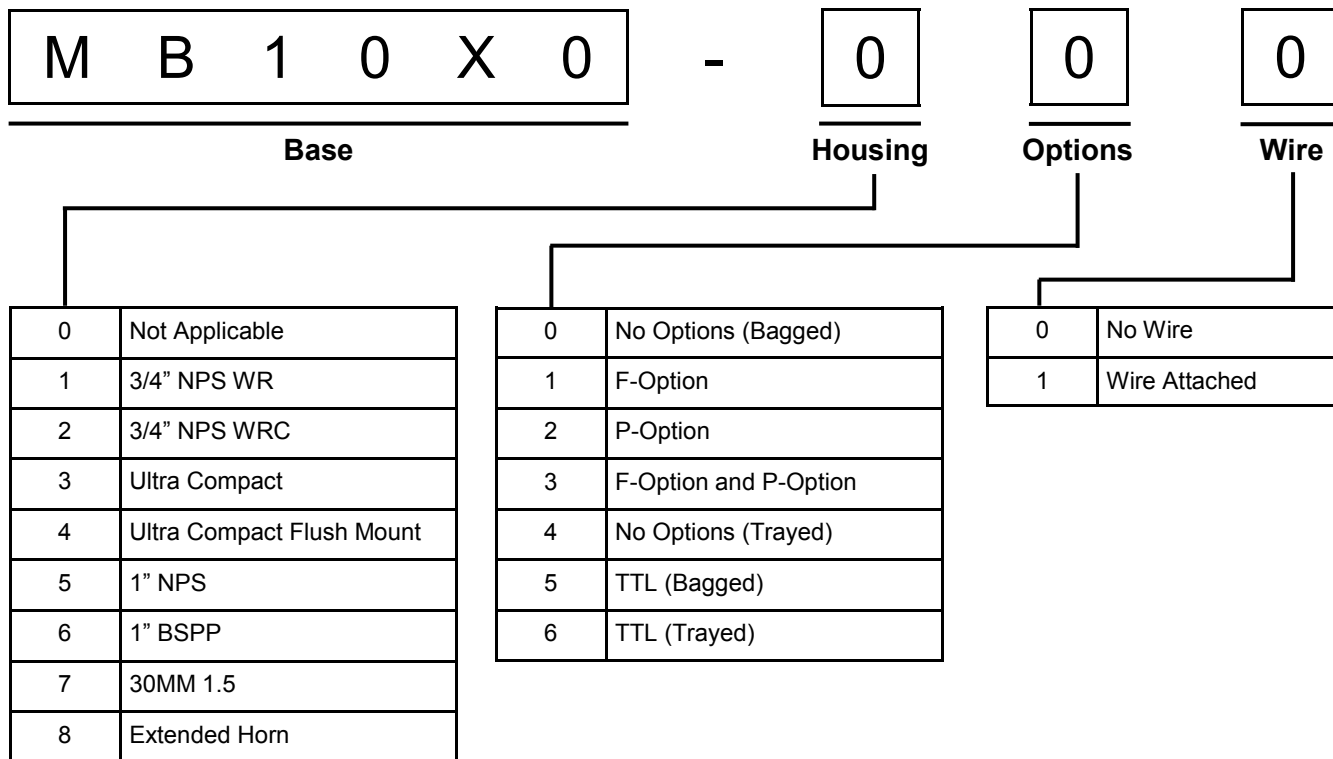 M B 1 0 X 0 - 0 0 0
Base Housing Options Wire
0 Not Applicable
1 3/4” NPS WR
2 3/4” NPS WRC
3 Ultra Compact
4 Ultra Compact Flush Mount
5 1” NPS
6 1” BSPP
7 30MM 1.5
8 Extended Horn
0 No Options (Bagged)
1 F-Option
2 P-Option
3 F-Option and P-Option
4 No Options (Trayed)
5 TTL (Bagged)
6 TTL (Trayed)
0 No Wire
1 Wire Attached